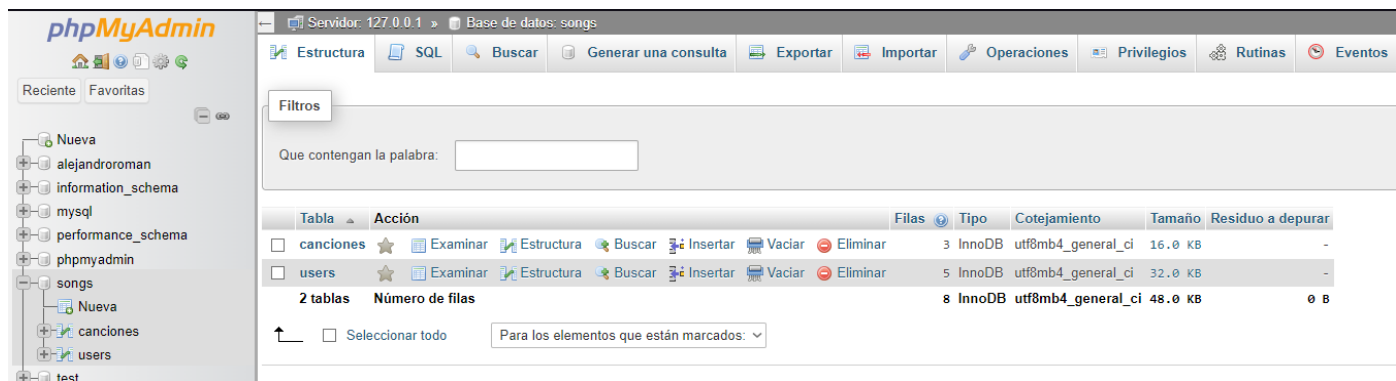 phpMyAdmin
Reciente Favoritas
Nueva
alejandroroman
information_schema
mysql
performance_schema
phpmyadmin
songs
Nueva
canciones
users
test
Servidor: 127.0.0.1 » Base de datos: songs
Estructura SQL Buscar Generar una consulta Exportar Importar Operaciones Privilegios Rutinas Eventos
Filtros
Que contengan la palabra:
Tabla Acción Filas Tipo Cotejamiento Tamaño Residuo a depurar
canciones Examinar Estructura Buscar Insertar Vaciar Eliminar 3 InnoDB utf8mb4_general_ci 16.0 KB -
users Examinar Estructura Buscar Insertar Vaciar Eliminar 5 InnoDB utf8mb4_general_ci 32.0 KB -
2 tablas Número de filas 8 InnoDB utf8mb4_general_ci 48.0 KB 0 B
Seleccionar todo Para los elementos que están marcados: